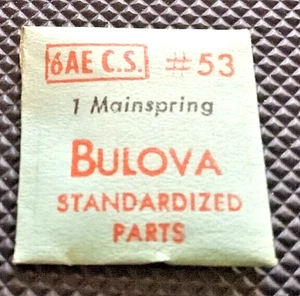 6AE C.S. #53
1 Mainspring
BULOVA
STANDARDIZED
PARTS